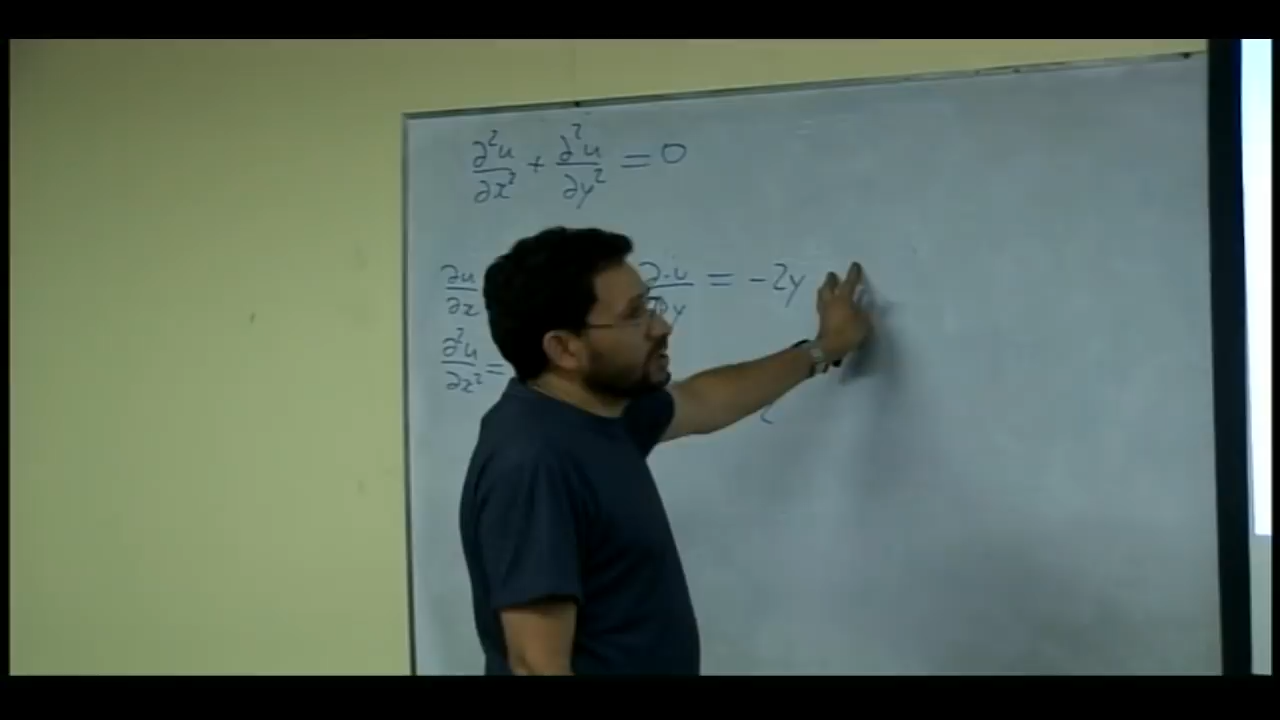 ∂²u/∂x² + ∂²u/∂y² = 0
∂u/∂x ∂u/∂y = -2y
∂²u/∂x² =